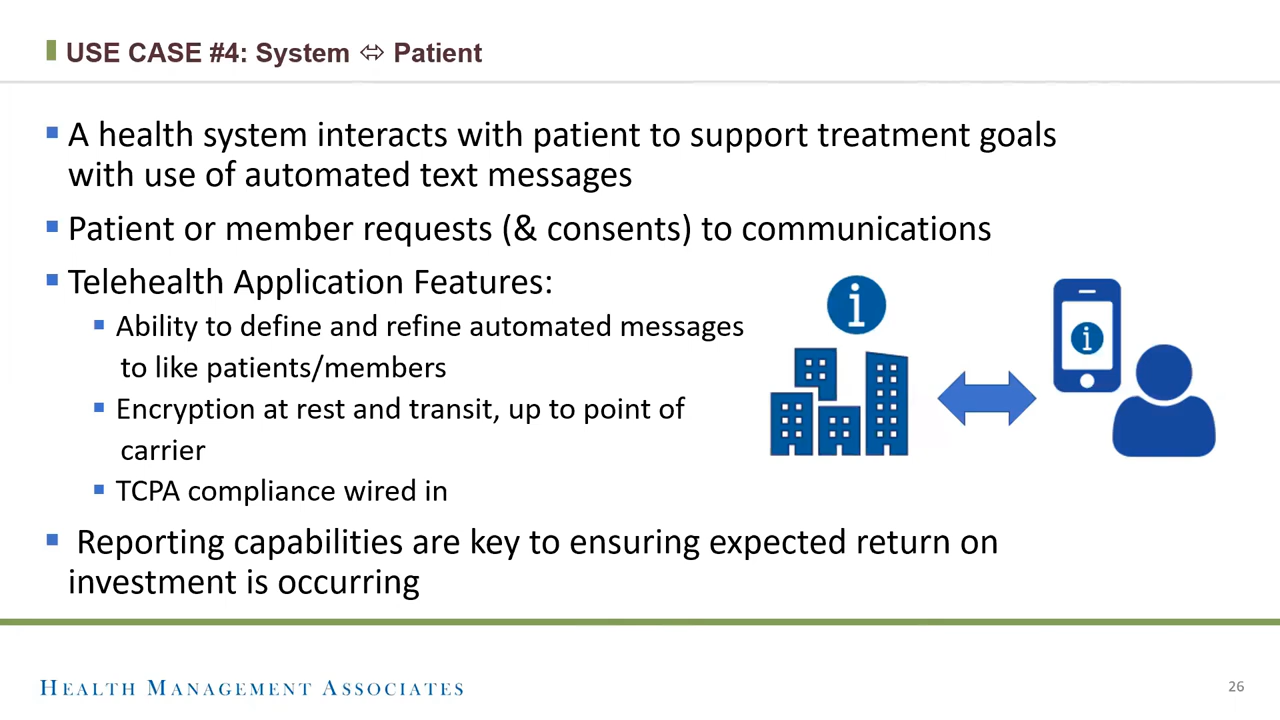 USE CASE #4: System ⬄ Patient
▪ A health system interacts with patient to support treatment goals
with use of automated text messages
▪ Patient or member requests (& consents) to communications
▪ Telehealth Application Features:
▪ Ability to define and refine automated messages
to like patients/members
▪ Encryption at rest and transit, up to point of
carrier
▪ TCPA compliance wired in
▪ Reporting capabilities are key to ensuring expected return on
investment is occurring
i
i
HEALTH MANAGEMENT ASSOCIATES
26